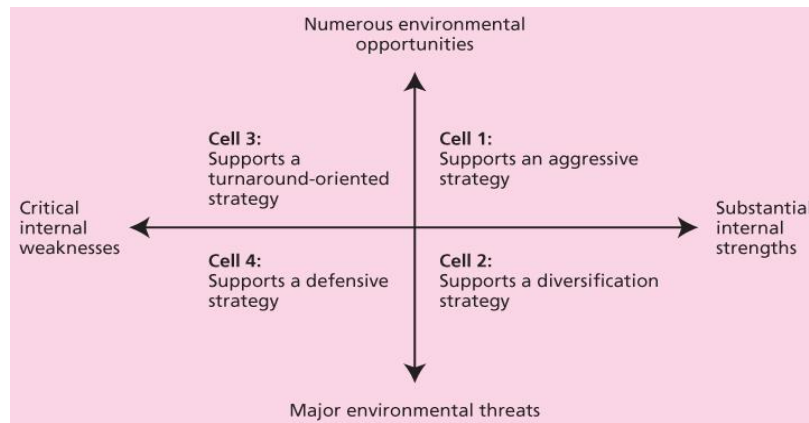 Numerous environmental
opportunities
Cell 3:
Supports a
turnaround-oriented
strategy
Cell 1:
Supports an aggressive
strategy
Critical
internal
weaknesses
Substantial
internal
strengths
Cell 4:
Supports a defensive
strategy
Cell 2:
Supports a diversification
strategy
Major environmental threats